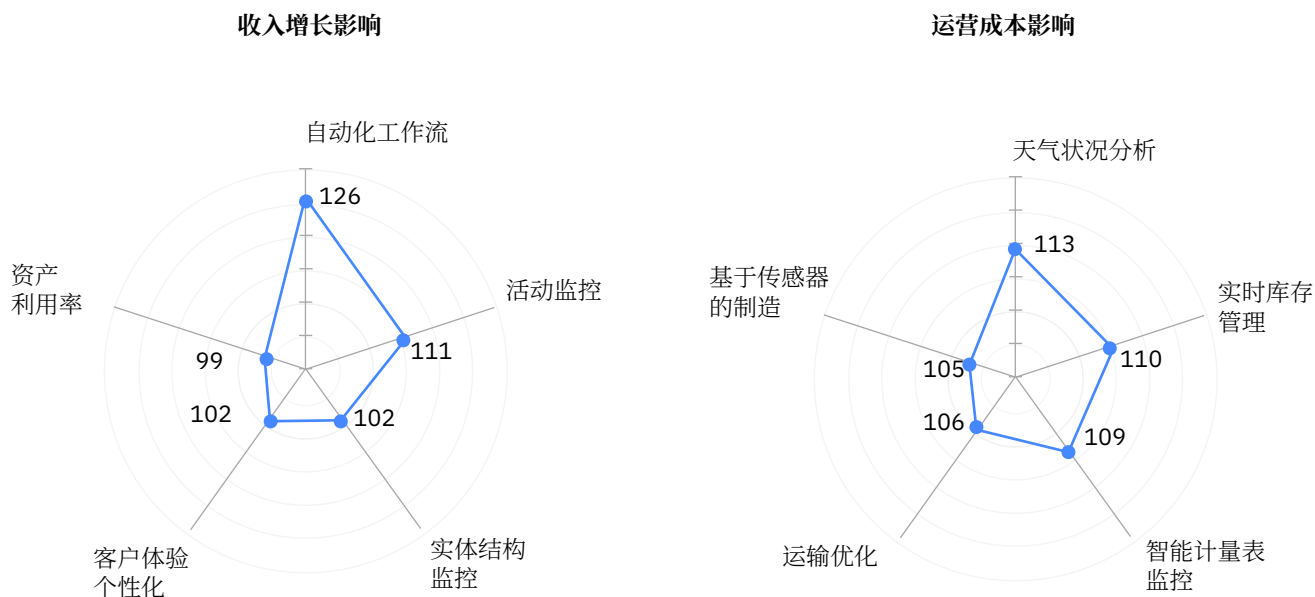 收入增长影响
自动化工作流
126
活动监控
111
实体结构
监控
102
客户体验
个性化
102
资产
利用率
99
运营成本影响
天气状况分析
113
实时库存
管理
110
智能计量表
监控
109
运输优化
106
基于传感器
的制造
105